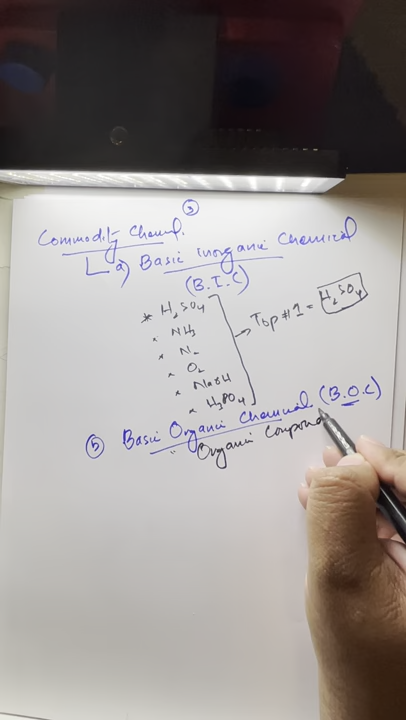 3
Commodity Chemical.
a) Basic inorganic Chemical
(B.I.C)
* H₂SO₄
* NH₃
* N₂
* O₂
* NaOH
* H₃PO₄
Top #1 = H₂SO₄
b) Basic Organic Chemical (B.O.C)
" Organic Compound